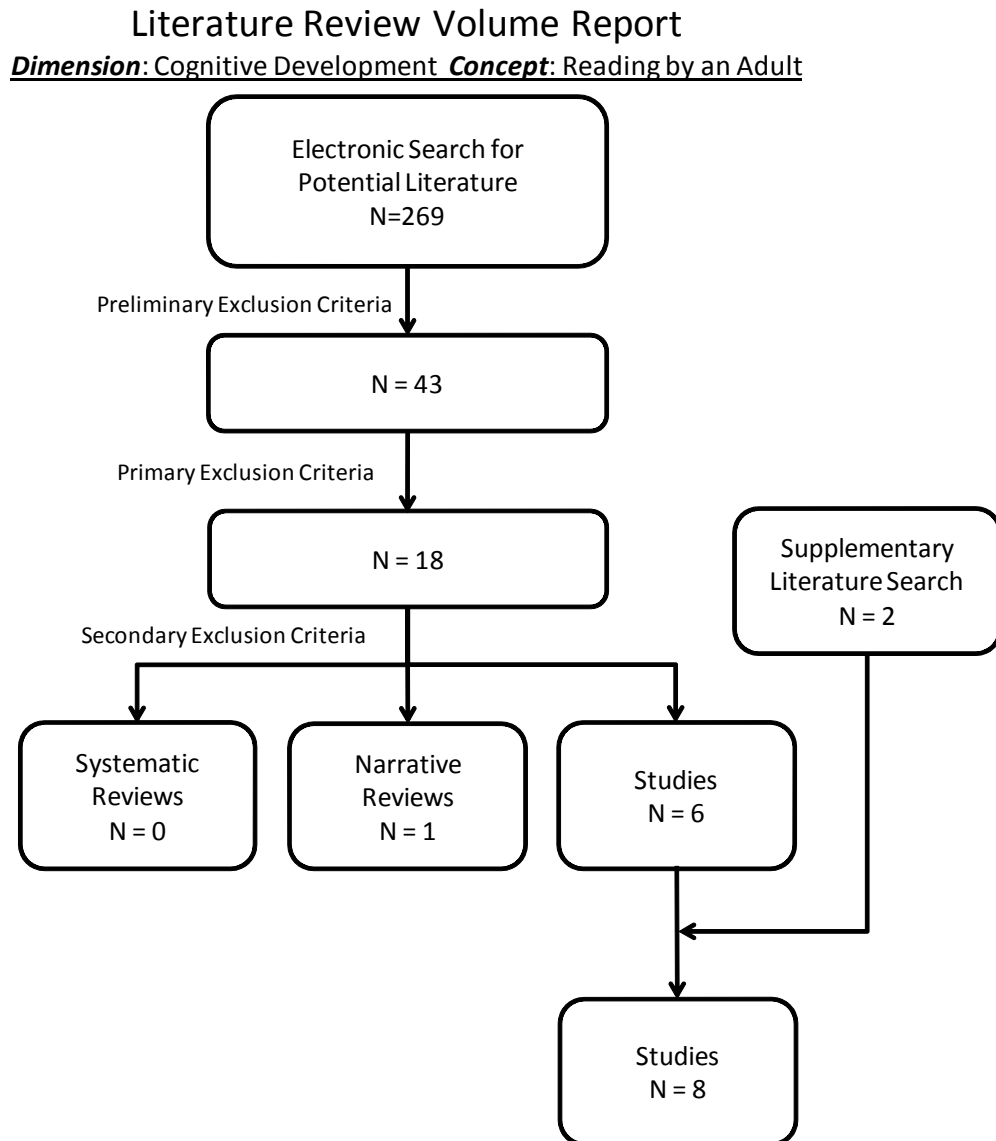 Literature Review Volume Report
Dimension: Cognitive Development Concept: Reading by an Adult
Electronic Search for
Potential Literature
N=269
Preliminary Exclusion Criteria
N = 43
Primary Exclusion Criteria
N = 18
Supplementary
Literature Search
N = 2
Secondary Exclusion Criteria
Systematic
Reviews
N = 0
Narrative
Reviews
N = 1
Studies
N = 6
Studies
N = 8